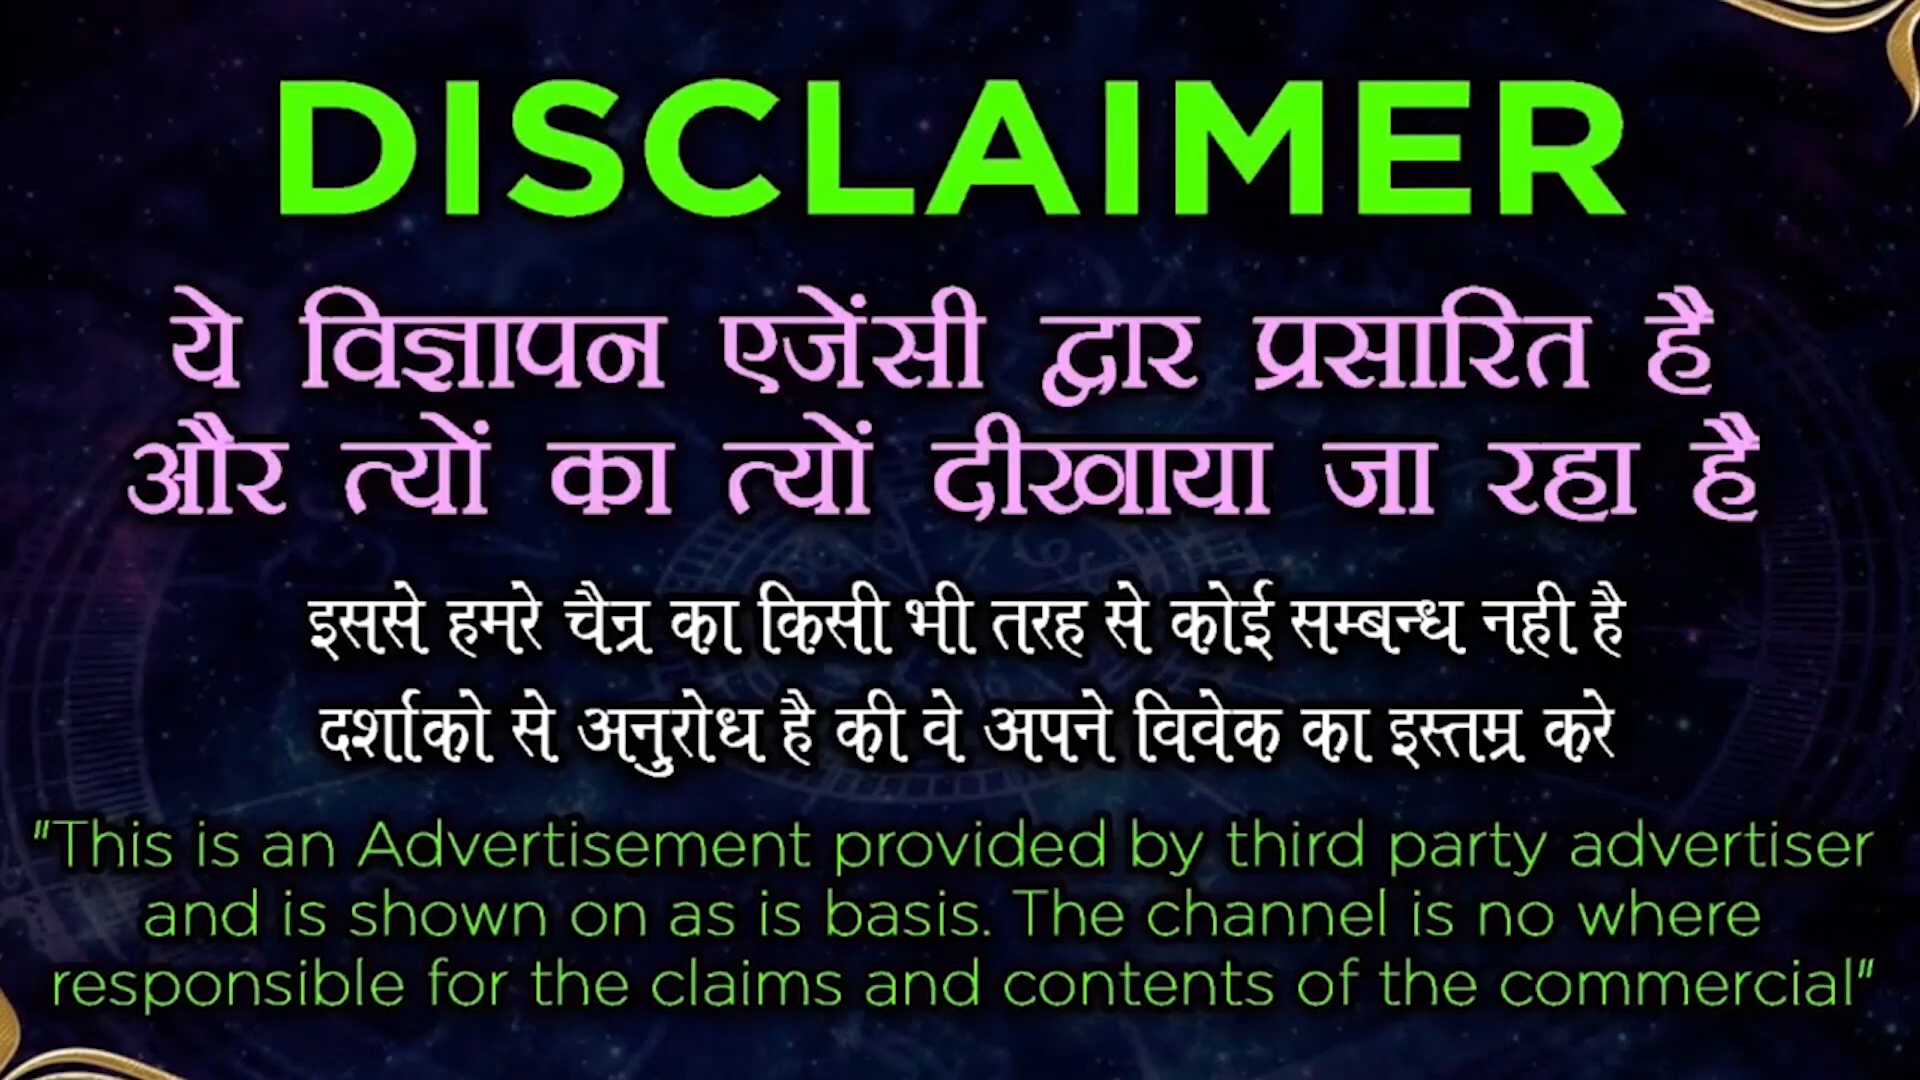 DISCLAIMER
ये विज्ञापन एजेंसी द्वार प्रसारित है
और त्यों का त्यों दीखाया जा रहा है
इससे हमरे चैन्र का किसी भी तरह से कोई सम्बन्ध नही है
दर्शाको से अनुरोध है की वे अपने विवेक का इस्तम्र करे
"This is an Advertisement provided by third party advertiser
and is shown on as is basis. The channel is no where
responsible for the claims and contents of the commercial"